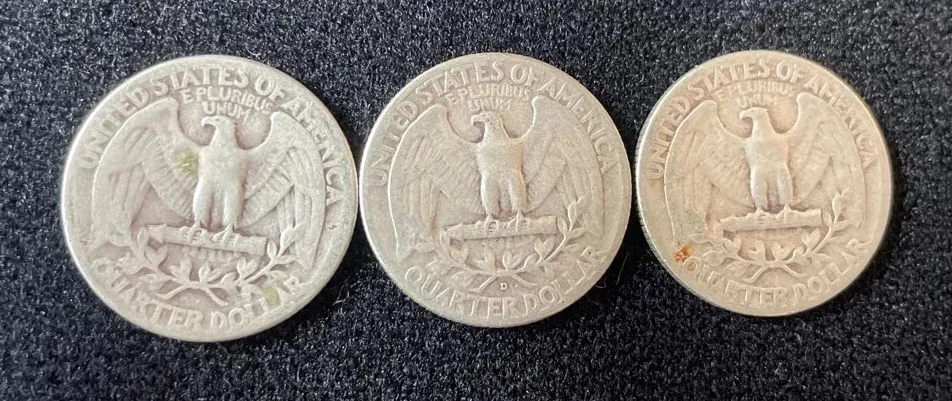 UNITED STATES OF AMERICA
E PLURIBUS
UNUM
QUARTER DOLLAR
UNITED STATES OF AMERICA
E PLURIBUS
UNUM
D
QUARTER DOLLAR
UNITED STATES OF AMERICA
E PLURIBUS
UNUM
QUARTER DOLLAR